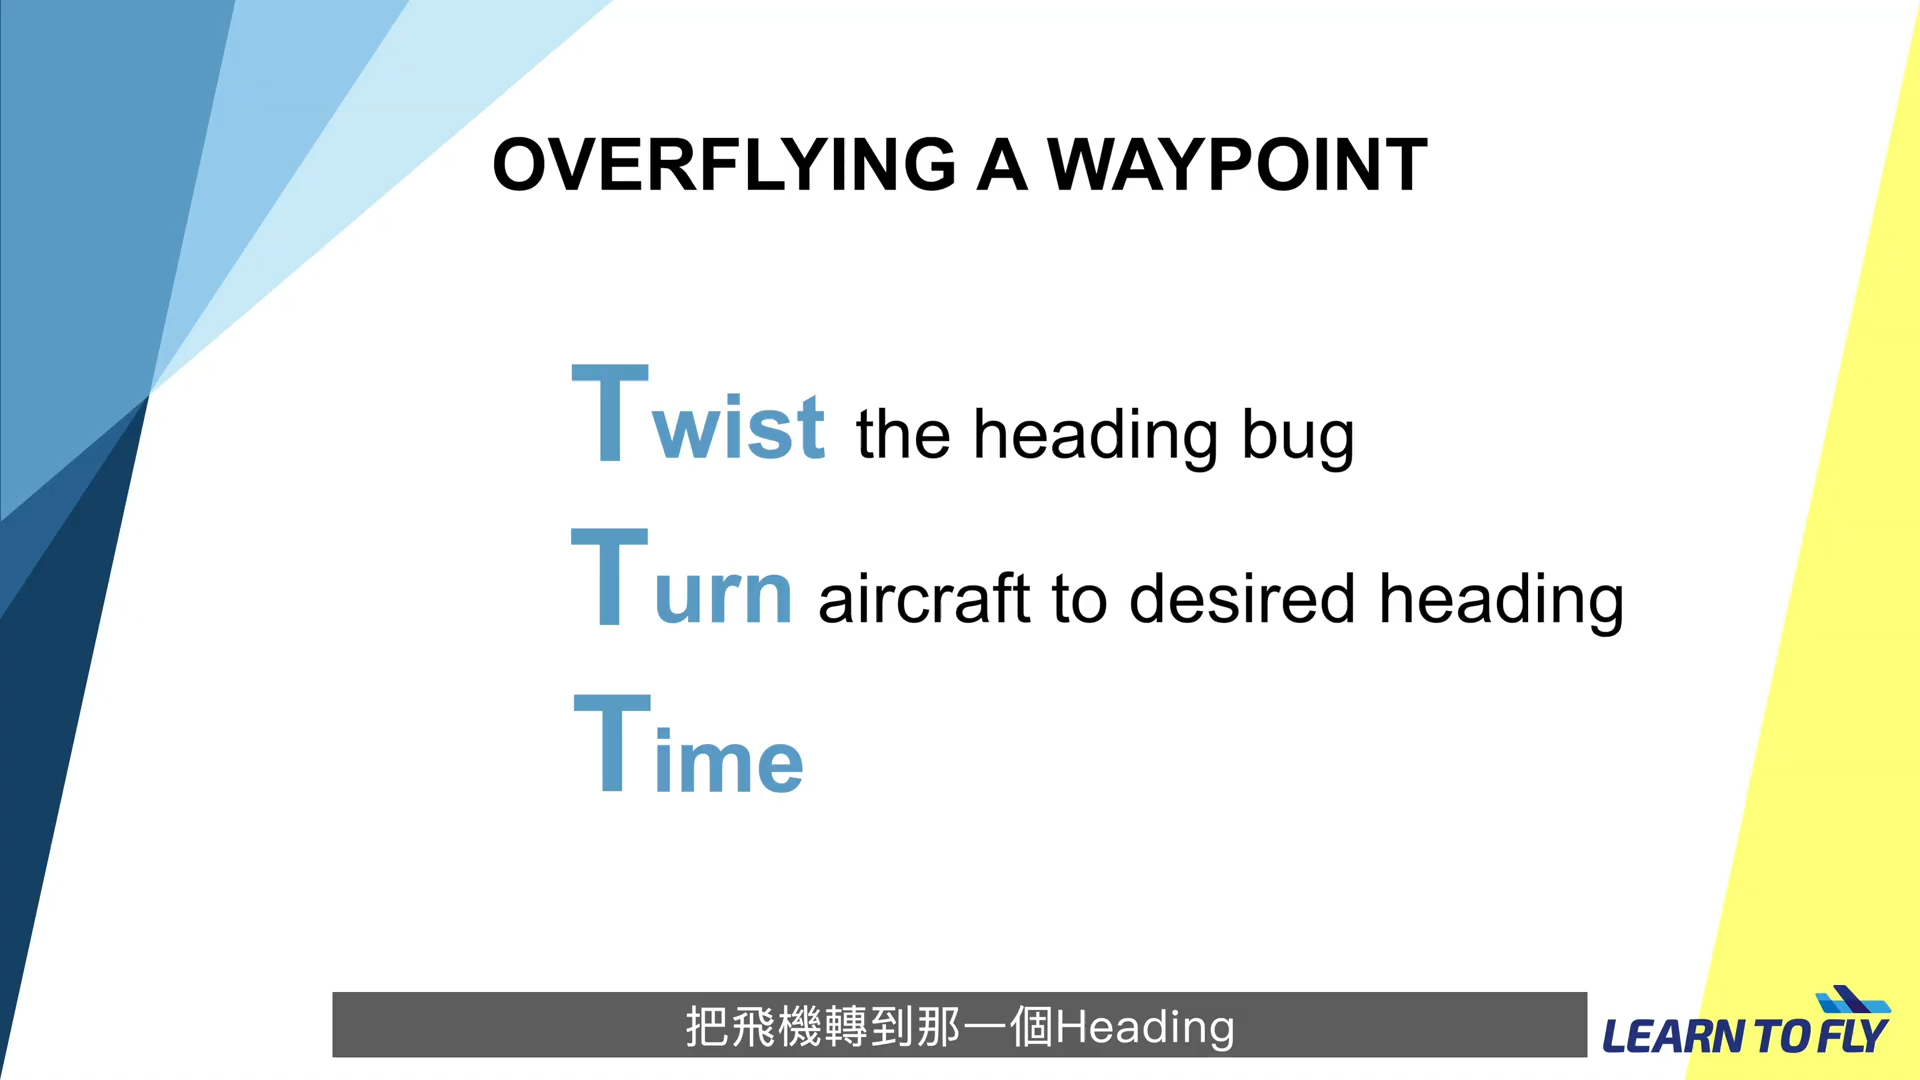 OVERFLYING A WAYPOINT
Twist the heading bug
Turn aircraft to desired heading
Time
把飛機轉到那一個Heading
LEARN TO FLY